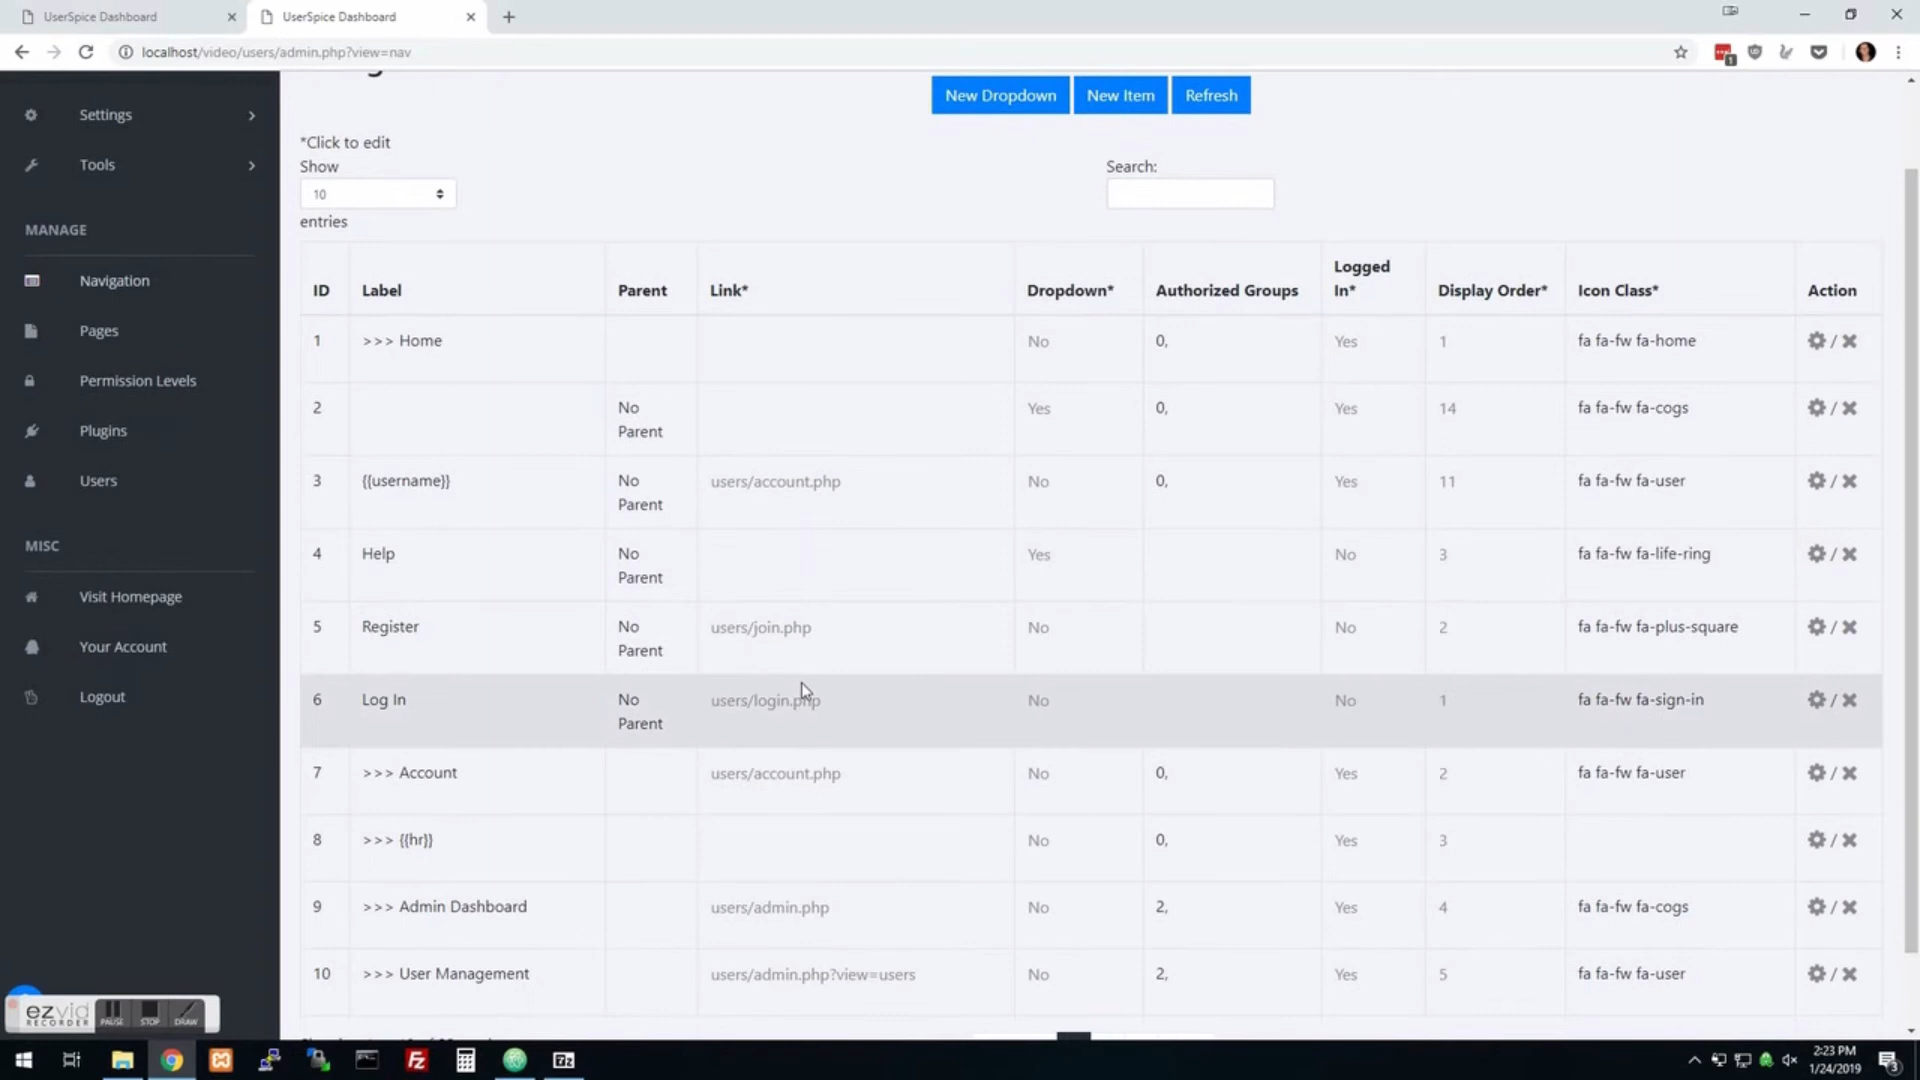 UserSpice Dashboard
UserSpice Dashboard
localhost/video/users/admin.php?view=nav
New Dropdown New Item Refresh
Settings
Tools
MANAGE
Navigation
Pages
Permission Levels
Plugins
Users
MISC
Visit Homepage
Your Account
Logout
*Click to edit
Show
10
entries
Search:
ID Label Parent Link* Dropdown* Authorized Groups Logged In* Display Order* Icon Class* Action
1 >>> Home No 0, Yes 1 fa fa-fw fa-home /
2 No Parent Yes 0, Yes 14 fa fa-fw fa-cogs /
3 {{username}} No Parent users/account.php No 0, Yes 11 fa fa-fw fa-user /
4 Help No Parent Yes No 3 fa fa-fw fa-life-ring /
5 Register No Parent users/join.php No No 2 fa fa-fw fa-plus-square /
6 Log In No Parent users/login.php No No 1 fa fa-fw fa-sign-in /
7 >>> Account users/account.php No 0, Yes 2 fa fa-fw fa-user /
8 >>> {{hr}} No 0, Yes 3 /
9 >>> Admin Dashboard users/admin.php No 2, Yes 4 fa fa-fw fa-cogs /
10 >>> User Management users/admin.php?view=users No 2, Yes 5 fa fa-fw fa-user /
ezvid
RECORDER
PAUSE STOP DRAW
2:23 PM
1/24/2019